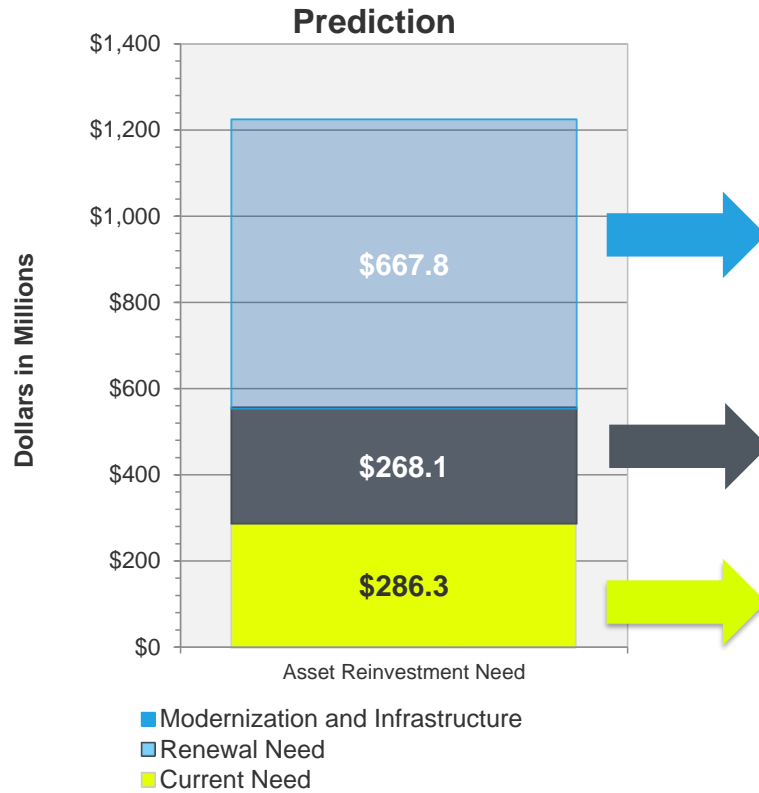 Prediction
$1,400
$1,200
$1,000
$800
$600
$400
$200
$0
Dollars in Millions
$667.8
$268.1
$286.3
Asset Reinvestment Need
Modernization and Infrastructure
Renewal Need
Current Need